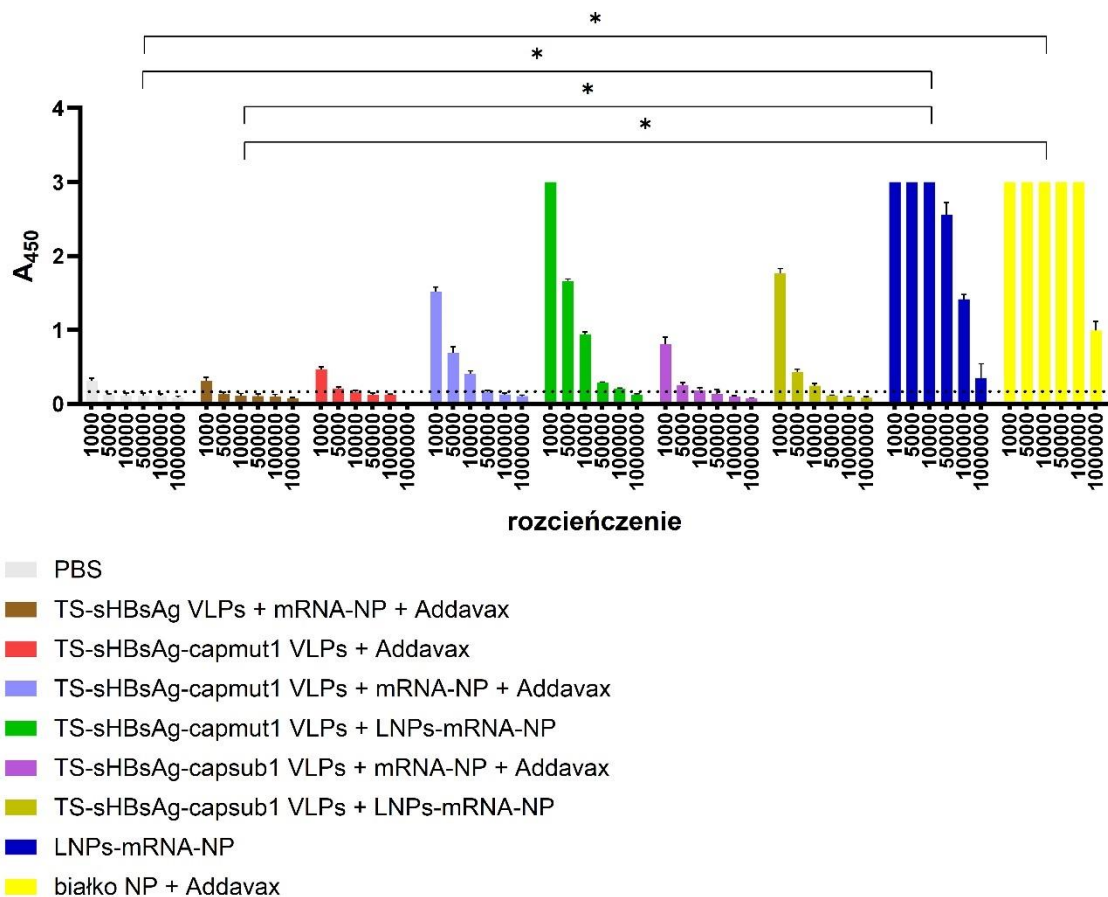 *
*
*
*
4
3
2
1
0
A450
1000 5000 10000 50000 100000 1000000 1000 5000 10000 50000 100000 1000000 1000 5000 10000 50000 100000 1000000 1000 5000 10000 50000 100000 1000000 1000 5000 10000 50000 100000 1000000 1000 5000 10000 50000 100000 1000000 1000 5000 10000 50000 100000 1000000 1000 5000 10000 50000 100000 1000000 1000 5000 10000 50000 100000 1000000
rozcieńczenie
PBS
TS-sHBsAg VLPs + mRNA-NP + Addavax
TS-sHBsAg-capmut1 VLPs + Addavax
TS-sHBsAg-capmut1 VLPs + mRNA-NP + Addavax
TS-sHBsAg-capmut1 VLPs + LNPs-mRNA-NP
TS-sHBsAg-capsub1 VLPs + mRNA-NP + Addavax
TS-sHBsAg-capsub1 VLPs + LNPs-mRNA-NP
LNPs-mRNA-NP
białko NP + Addavax